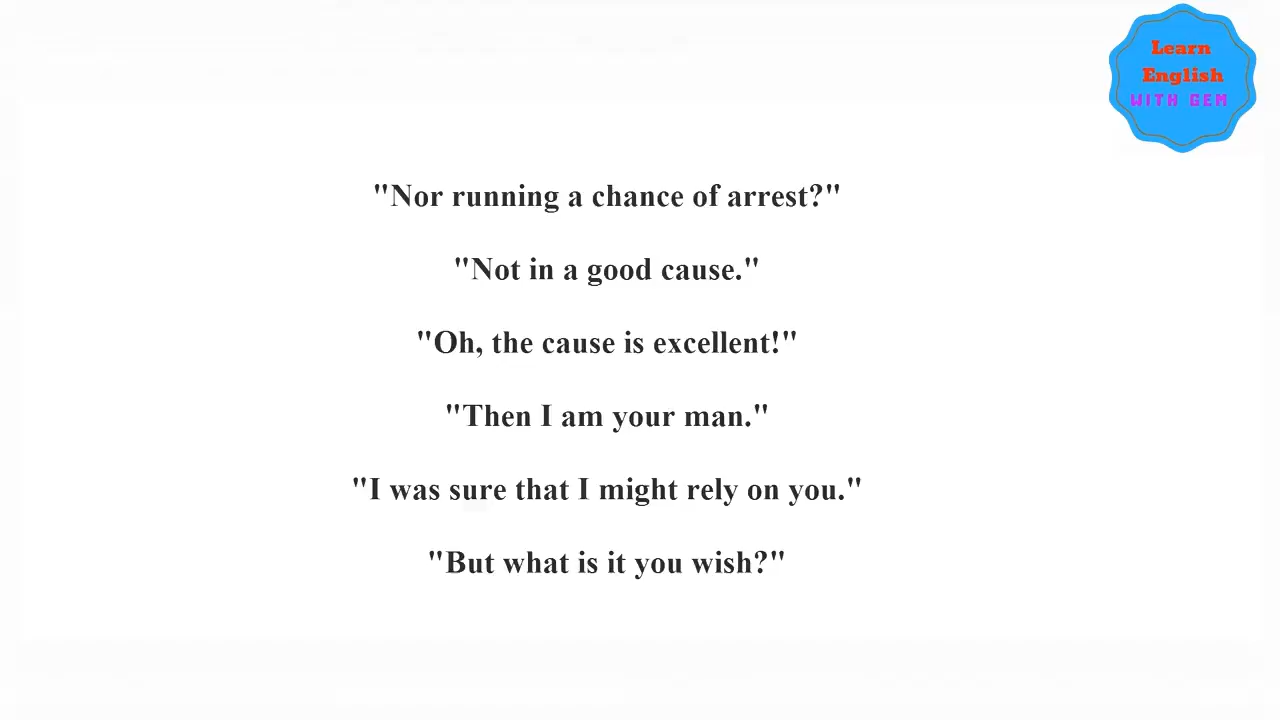 Learn
English
WITH GEM
"Nor running a chance of arrest?"
"Not in a good cause."
"Oh, the cause is excellent!"
"Then I am your man."
"I was sure that I might rely on you."
"But what is it you wish?"